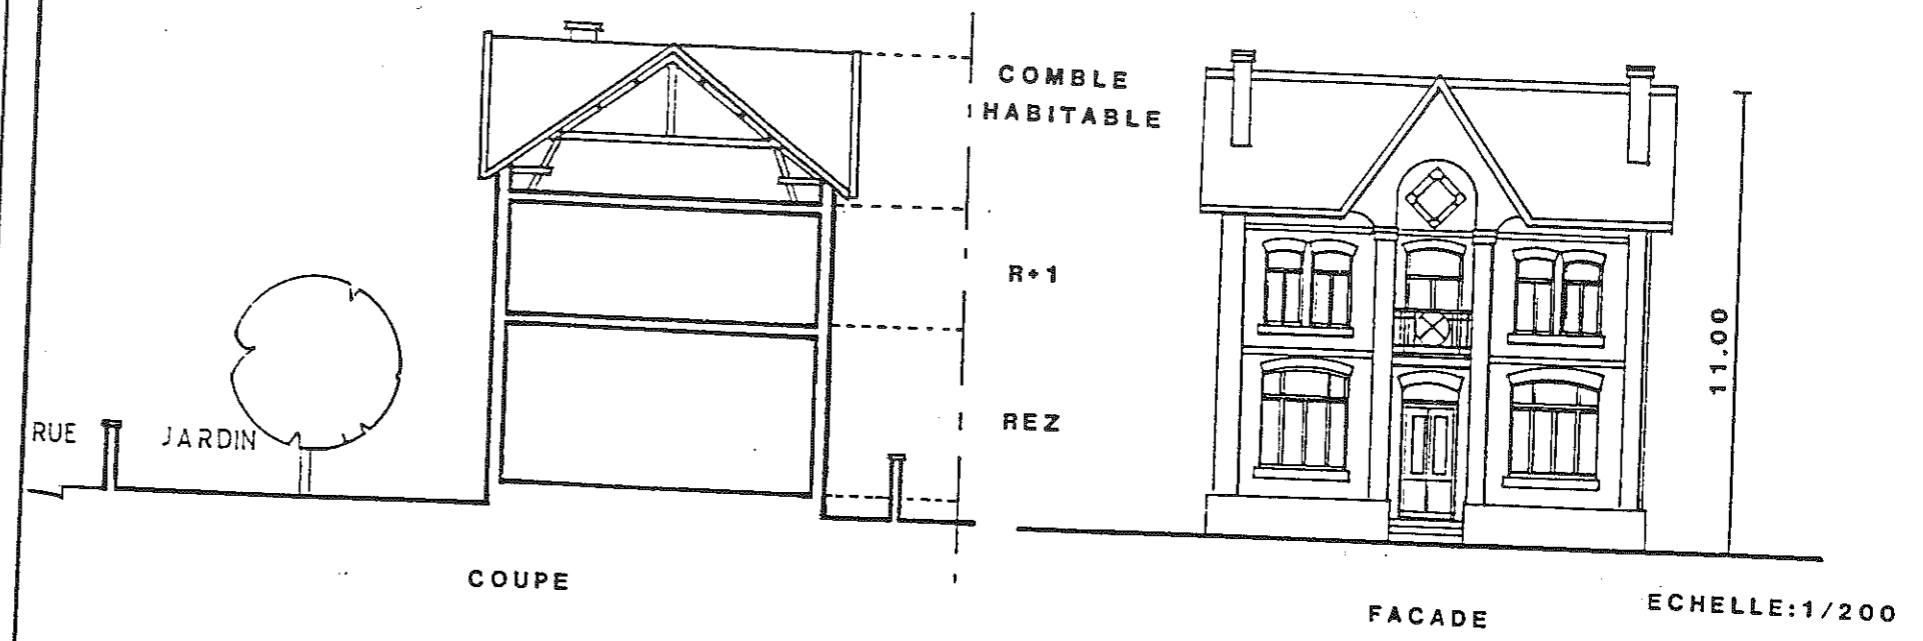 COMBLE
HABITABLE
R+1
REZ
RUE
JARDIN
COUPE
11.00
FACADE
ECHELLE:1/200